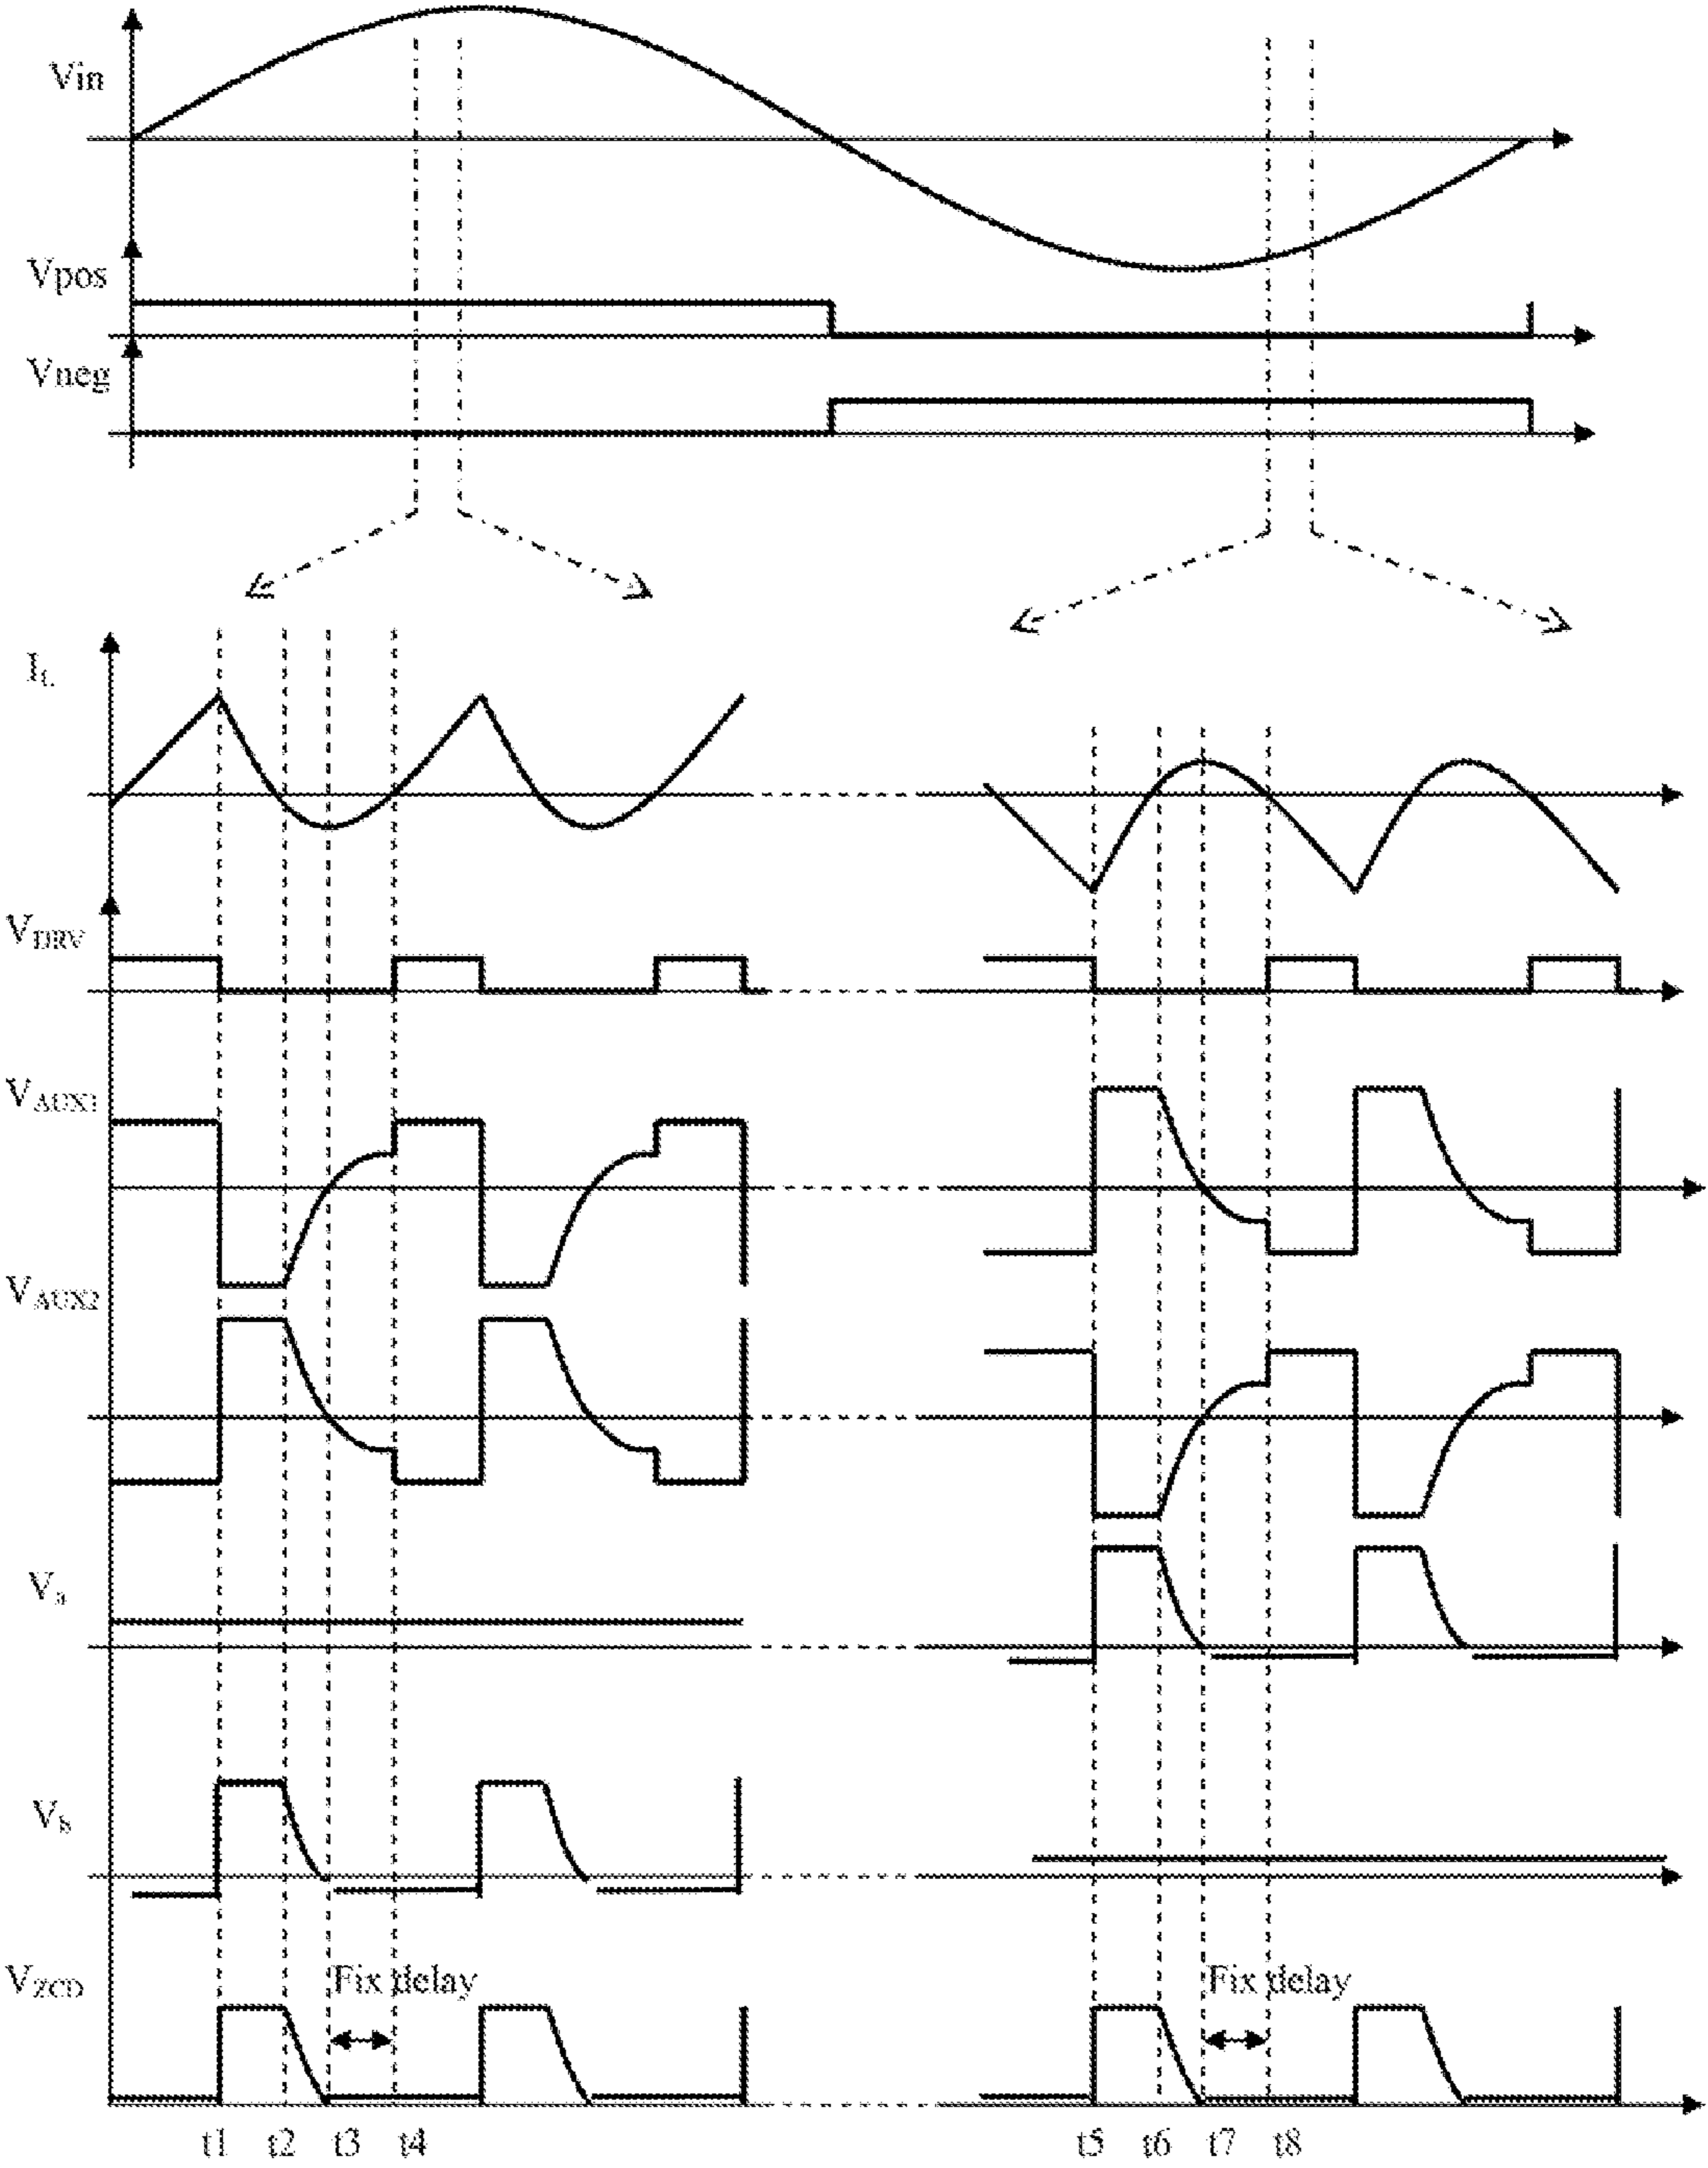 Vin
Vpos
Vneg
IL
VDRV
VAUX1
VAUX2
Va
Vb
VZCD
Fix delay
Fix delay
t1 t2 t3 t4 t5 t6 t7 t8